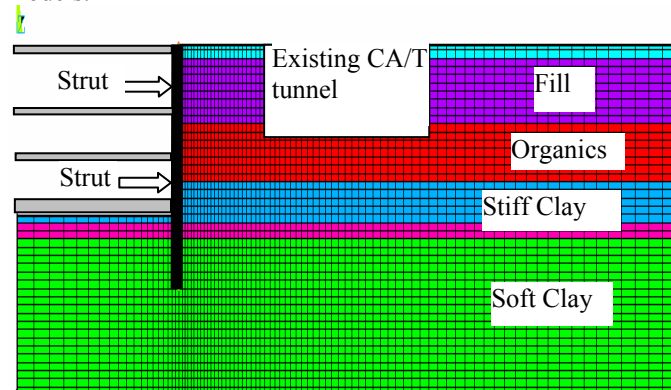 Existing CA/T
tunnel
Strut
Fill
Organics
Strut
Stiff Clay
Soft Clay